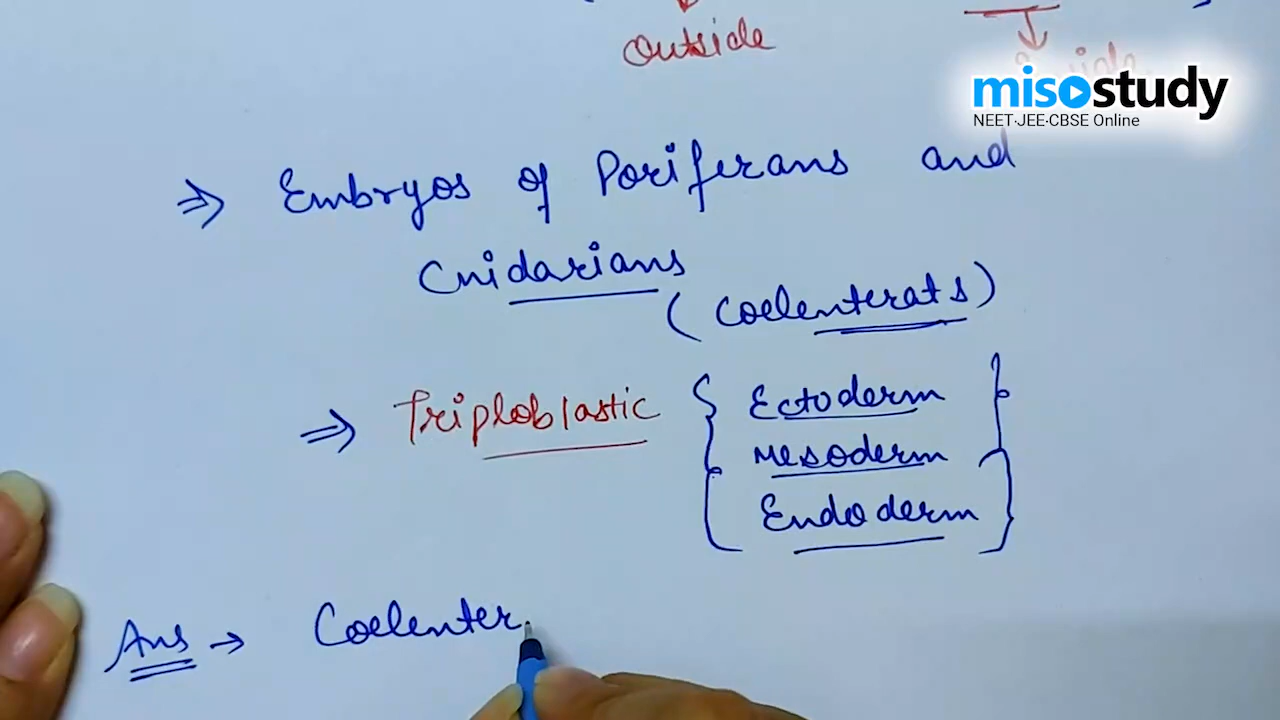 outside
misostudy
NEET·JEE·CBSE Online
⇒ Embryos of Poriferans and
Cnidarians
(Coelenterats)
⇒ Triploblastic { Ectoderm }
Mesoderm
Endoderm
Ans → Coelenter